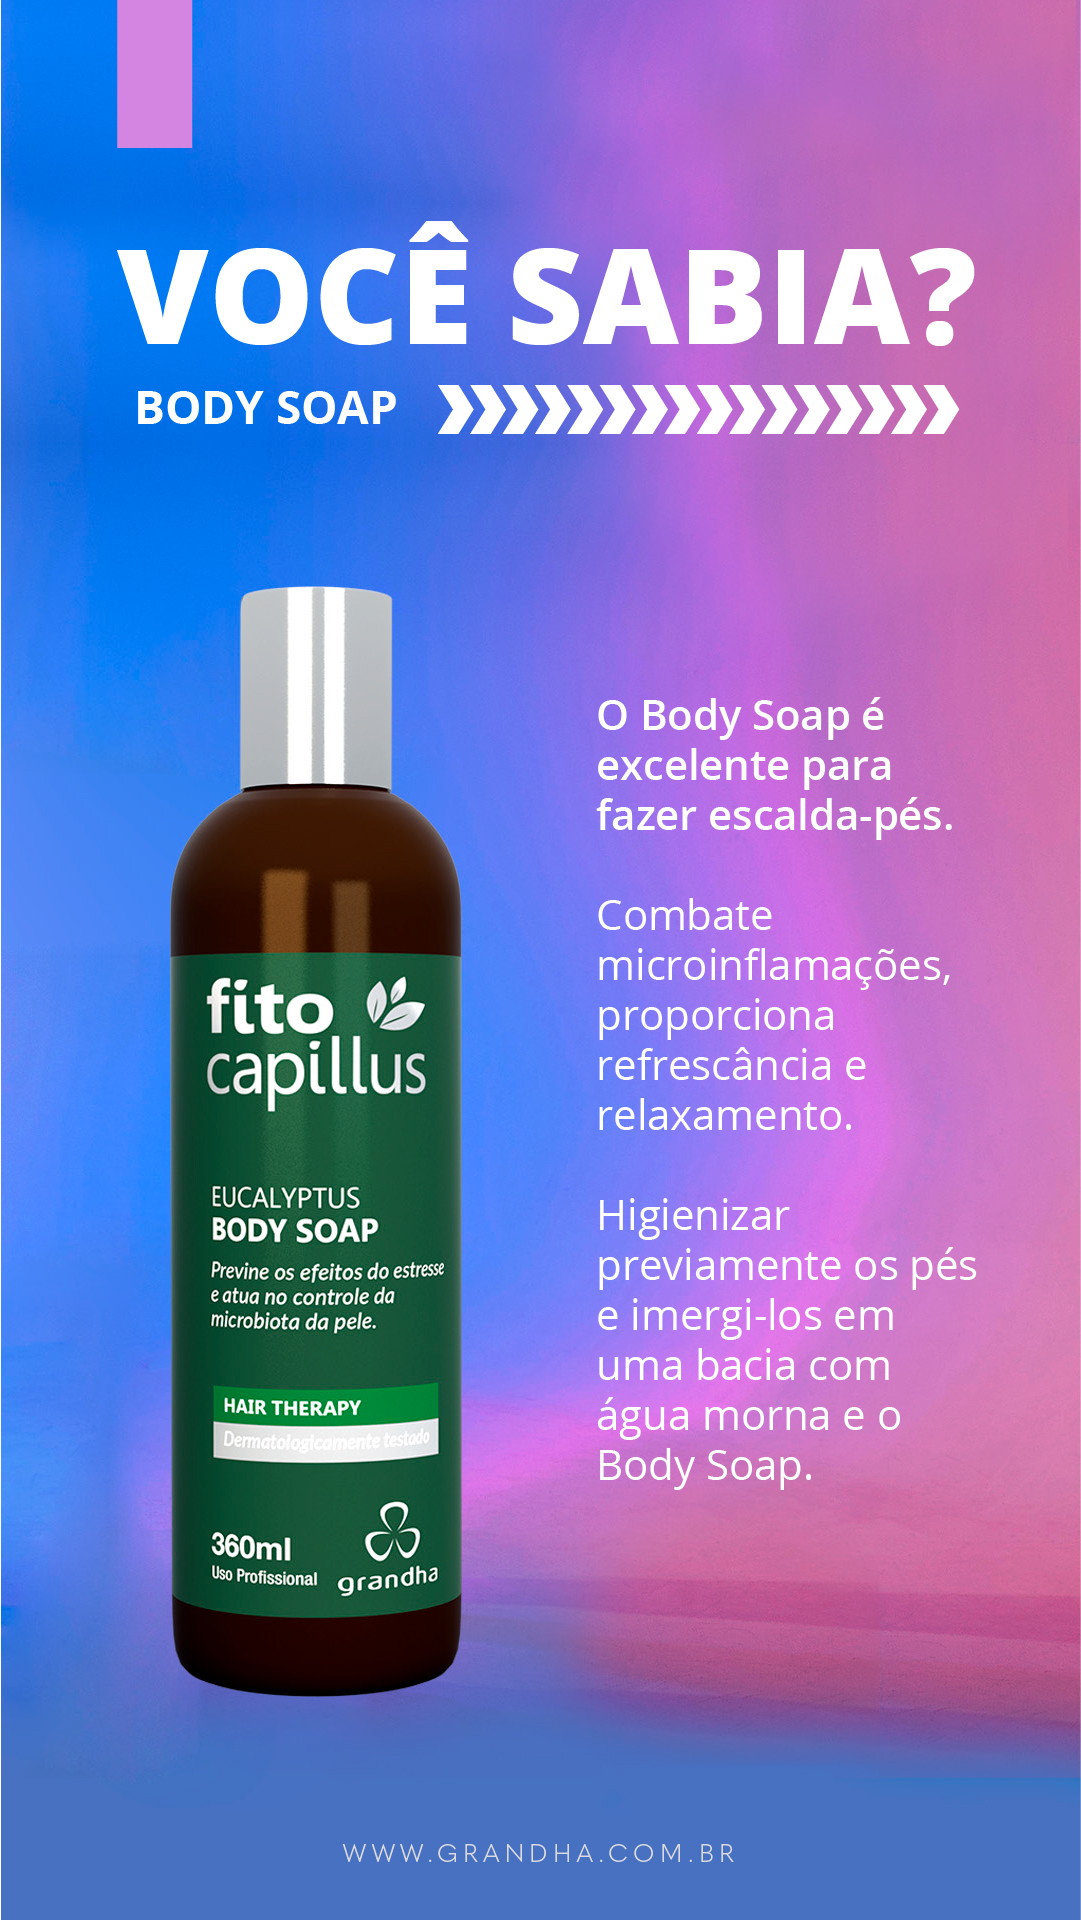 VOCÊ SABIA?
BODY SOAP
O Body Soap é
excelente para
fazer escalda-pés.
Combate
microinflamações,
proporciona
refrescância e
relaxamento.
Higienizar
previamente os pés
e imergi-los em
uma bacia com
água morna e o
Body Soap.
fito
capillus
EUCALYPTUS
BODY SOAP
Previne os efeitos do estresse
e atua no controle da
microbiota da pele.
HAIR THERAPY
Dermatologicamente testado
360ml
Uso Profissional
grandha
WWW.GRANDHA.COM.BR